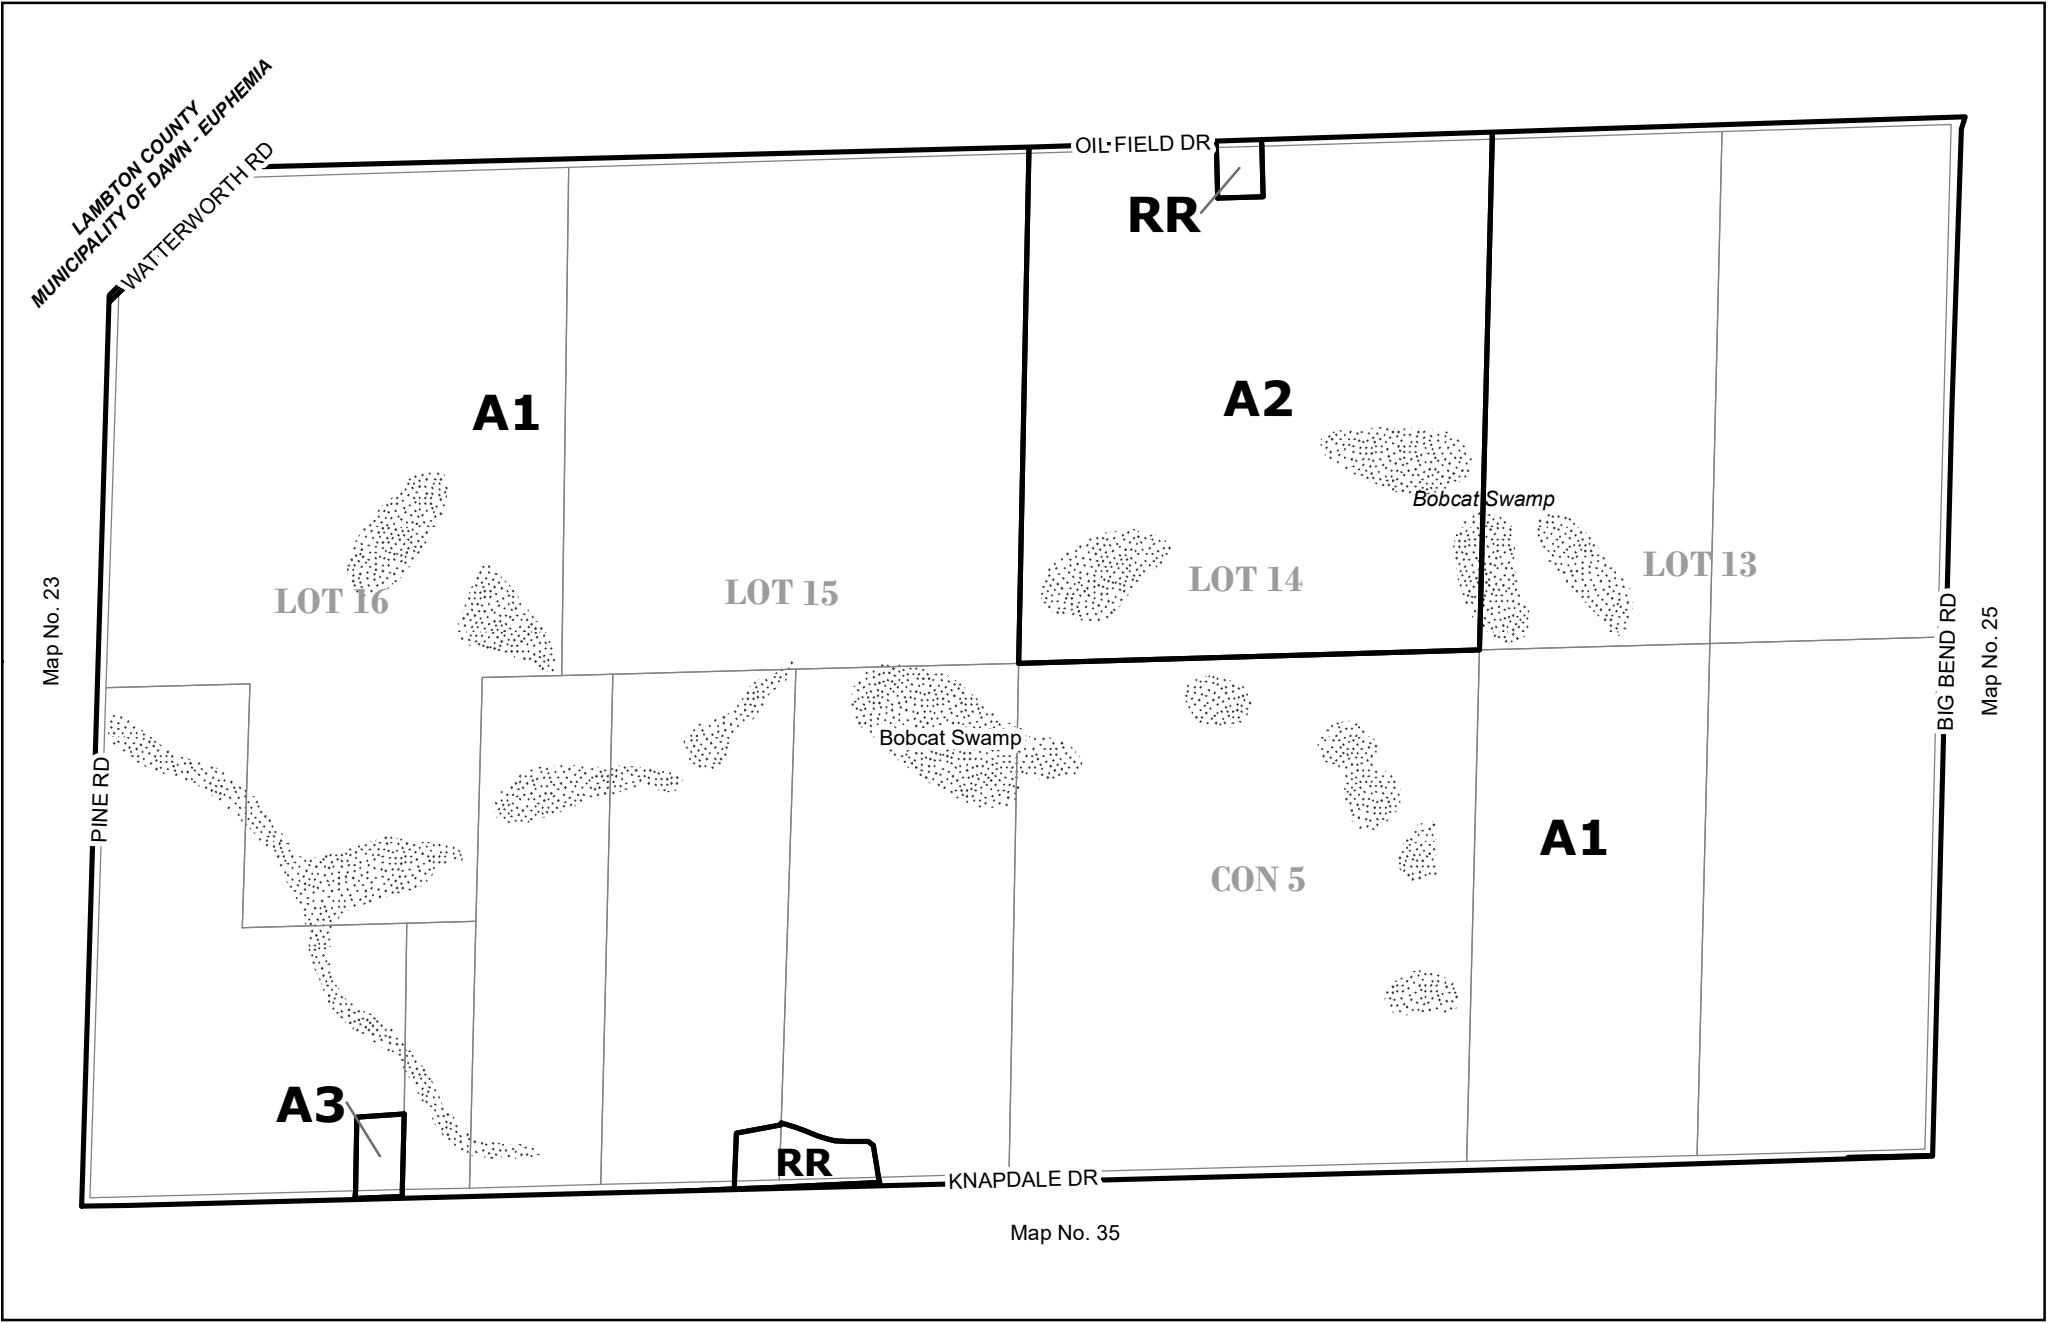 LAMBTON COUNTY
MUNICIPALITY OF DAWN - EUPHEMIA
WATTERWORTH RD
OIL FIELD DR
RR
A1
A2
Bobcat Swamp
LOT 13
LOT 14
LOT 15
LOT 16
Map No. 23
Map No. 25
BIG BEND RD
PINE RD
Bobcat Swamp
A1
CON 5
A3
RR
KNAPDALE DR
Map No. 35